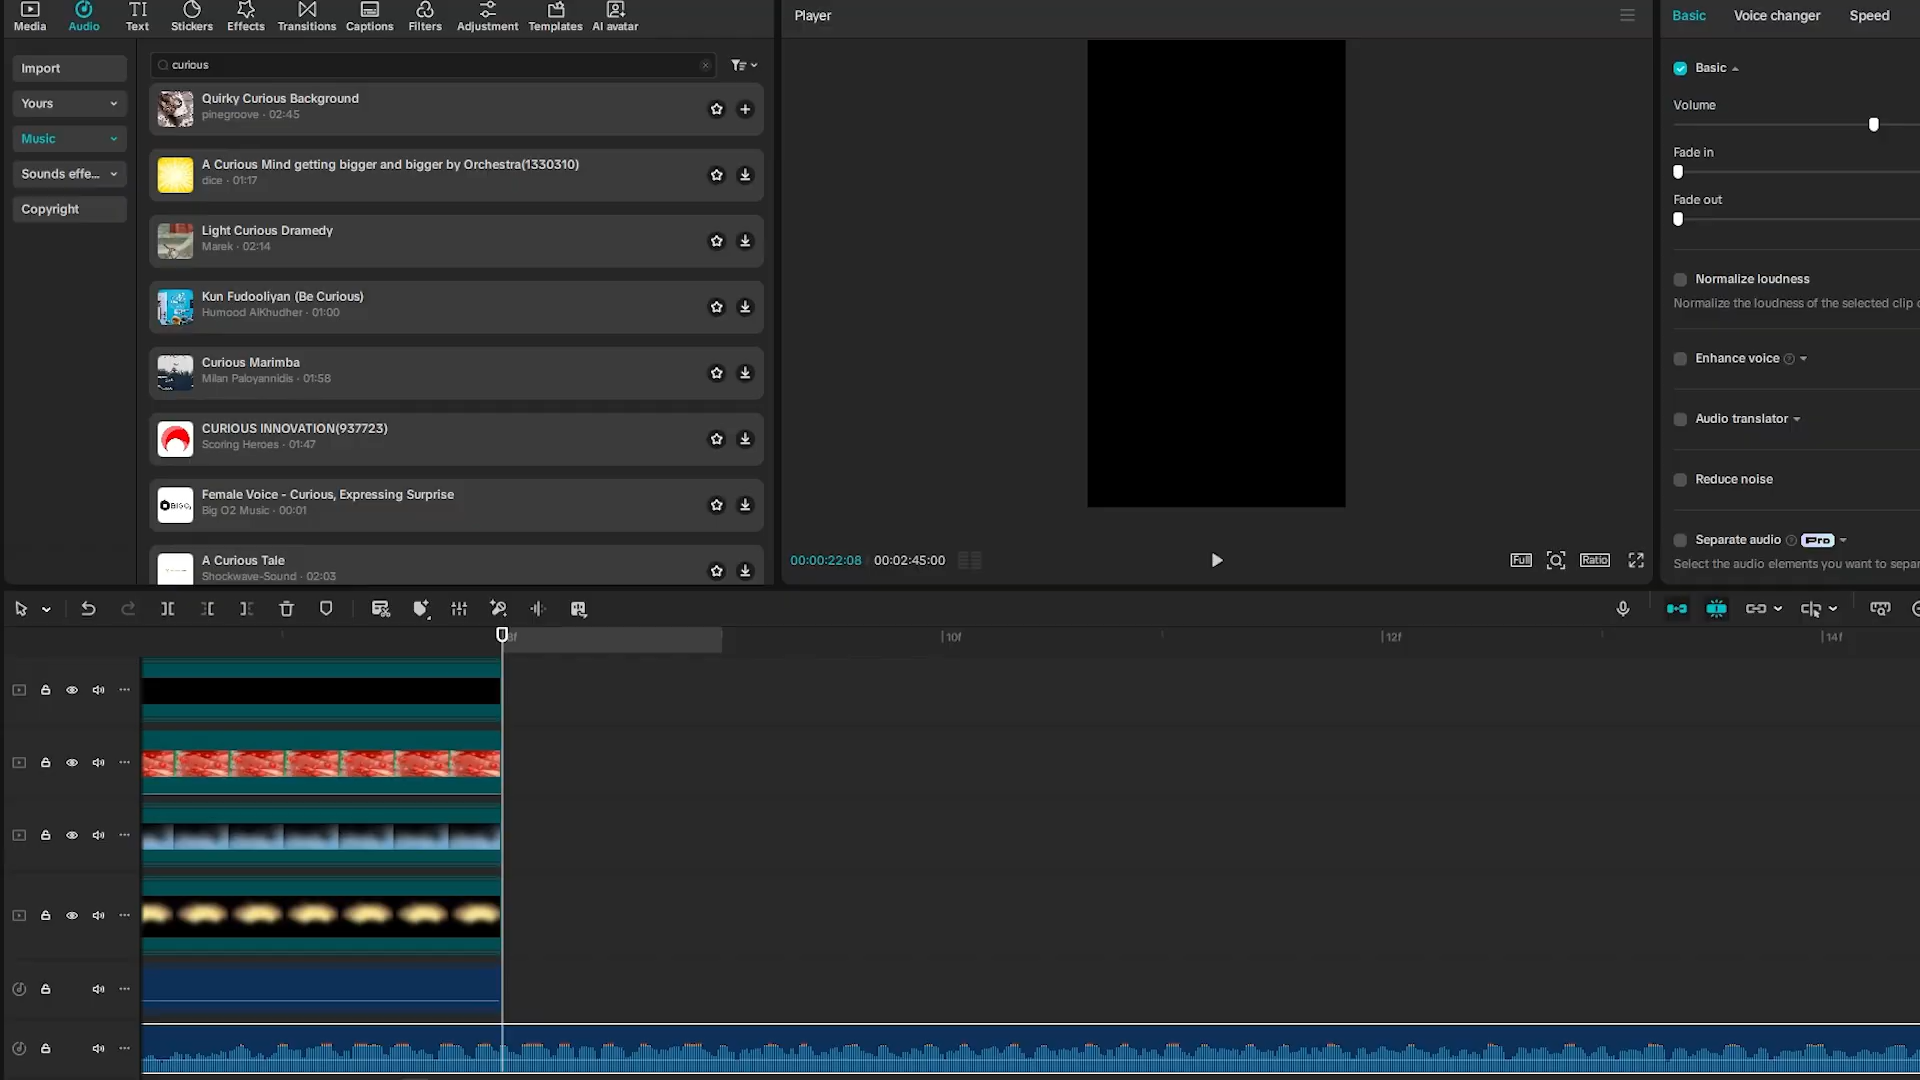 Media
Audio
Text
Stickers
Effects
Transitions
Captions
Filters
Adjustment
Templates
AI avatar
Import
Yours
Music
Sounds effe...
Copyright
curious
Quirky Curious Background
pinegroove · 02:45
A Curious Mind getting bigger and bigger by Orchestra(1330310)
dice · 01:17
Light Curious Dramedy
Marek · 02:14
Kun Fudooliyan (Be Curious)
Humood AlKhudher · 01:00
Curious Marimba
Milan Paloyannidis · 01:58
CURIOUS INNOVATION(937723)
Scoring Heroes · 01:47
Female Voice - Curious, Expressing Surprise
Big O2 Music · 00:01
A Curious Tale
Shockwave-Sound · 02:03
Player
00:00:22:08 00:02:45:00
Full
Ratio
Basic
Voice changer
Speed
Basic
Volume
Fade in
Fade out
Normalize loudness
Normalize the loudness of the selected clip
Enhance voice
Audio translator
Reduce noise
Separate audio Pro
Select the audio elements you want to separ
10f
12f
14f